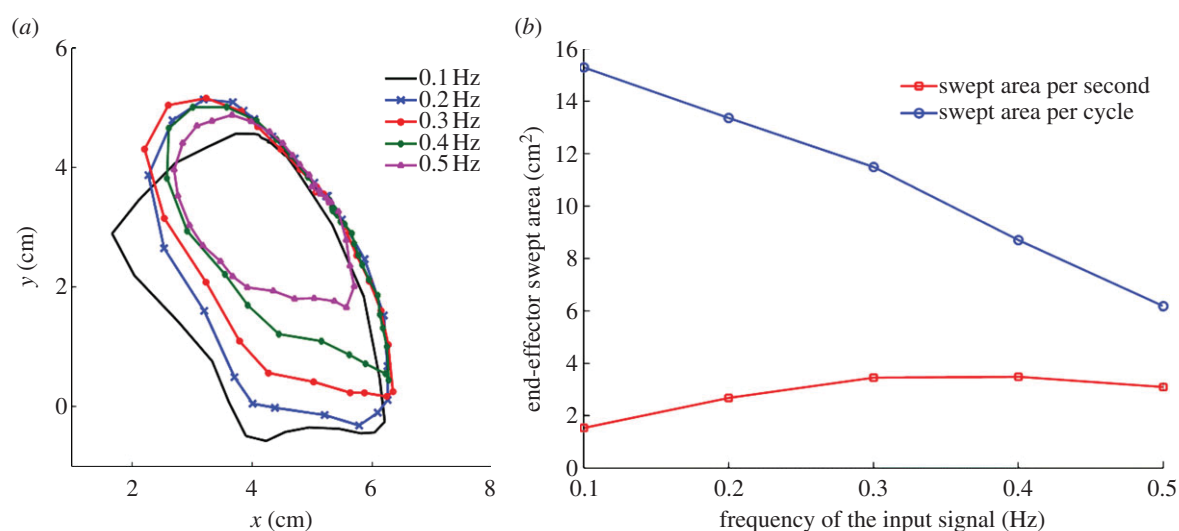 (a)
6
4
2
0
y (cm)
2
4
6
8
x (cm)
0.1 Hz
0.2 Hz
0.3 Hz
0.4 Hz
0.5 Hz
(b)
16
14
12
10
8
6
4
2
0
end-effector swept area (cm²)
0.1
0.2
0.3
0.4
0.5
frequency of the input signal (Hz)
swept area per second
swept area per cycle